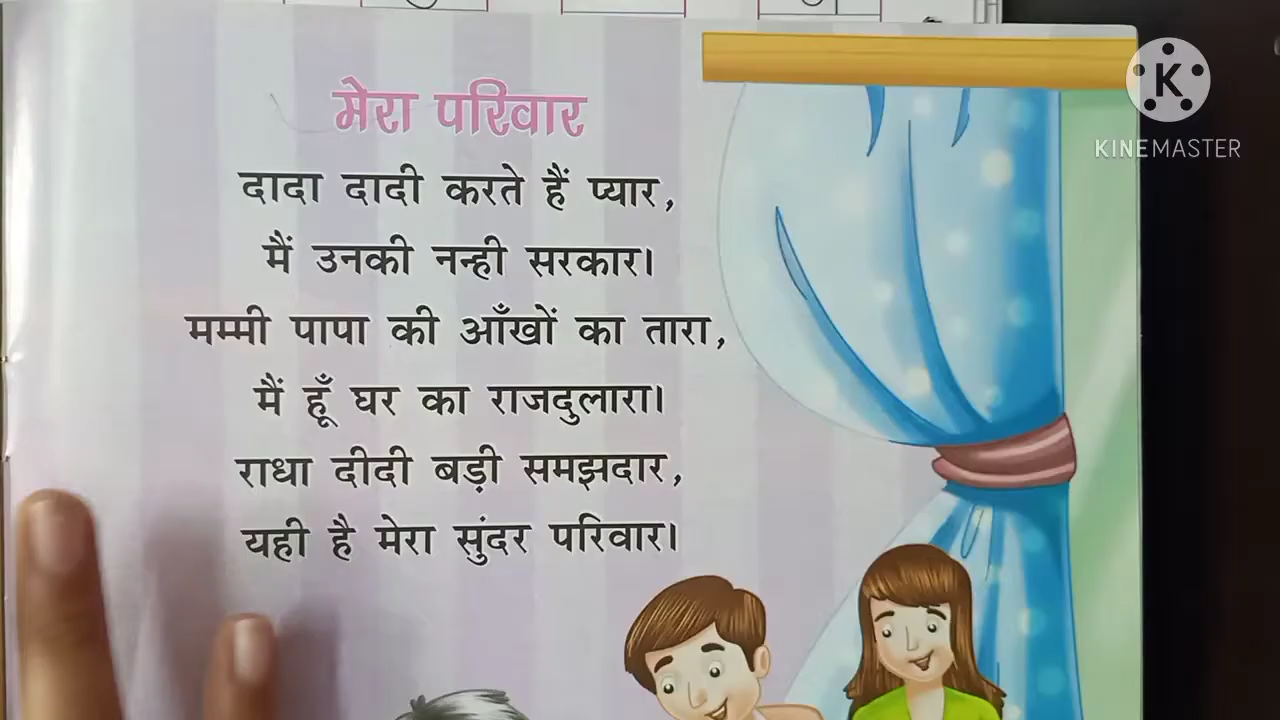 मेरा परिवार
दादा दादी करते हैं प्यार,
मैं उनकी नन्ही सरकार।
मम्मी पापा की आँखों का तारा,
मैं हूँ घर का राजदुलारा।
राधा दीदी बड़ी समझदार,
यही है मेरा सुंदर परिवार।
K
KINEMASTER